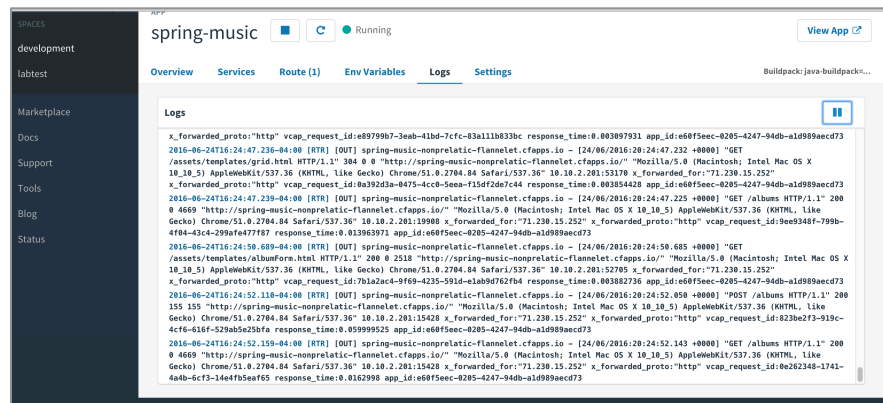 APP
SPACES
spring-music
Running
View App
development
labtest
Overview Services Route (1) Env Variables Logs Settings
Buildpack: java-buildpack=...
Marketplace
Docs
Support
Tools
Blog
Status
Logs
x_forwarded_proto:"http" vcap_request_id:e89799b7-3eab-41bd-7cfc-83a111b833bc response_time:0.003097931 app_id:e60f5eec-0205-4247-94db-a1d989aecd73
2016-06-24T16:24:47.236-04:00 [RTR] [OUT] spring-music-nonprelatic-flannelet.cfapps.io - [24/06/2016:20:24:47.232 +0000] "GET
/assets/templates/grid.html HTTP/1.1" 304 0 0 "http://spring-music-nonprelatic-flannelet.cfapps.io/" "Mozilla/5.0 (Macintosh; Intel Mac OS X
10_10_5) AppleWebKit/537.36 (KHTML, like Gecko) Chrome/51.0.2704.84 Safari/537.36" 10.10.2.201:53170 x_forwarded_for:"71.230.15.252"
x_forwarded_proto:"http" vcap_request_id:0a392d3a-0475-4cc0-5eea-f15df2de7c44 response_time:0.003854428 app_id:e60f5eec-0205-4247-94db-a1d989aecd73
2016-06-24T16:24:47.239-04:00 [RTR] [OUT] spring-music-nonprelatic-flannelet.cfapps.io - [24/06/2016:20:24:47.225 +0000] "GET /albums HTTP/1.1" 200
0 4669 "http://spring-music-nonprelatic-flannelet.cfapps.io/" "Mozilla/5.0 (Macintosh; Intel Mac OS X 10_10_5) AppleWebKit/537.36 (KHTML, like
Gecko) Chrome/51.0.2704.84 Safari/537.36" 10.10.2.201:19908 x_forwarded_for:"71.230.15.252" x_forwarded_proto:"http" vcap_request_id:9ee9348f-799b-
4f04-43c4-299afe477f87 response_time:0.013963971 app_id:e60f5eec-0205-4247-94db-a1d989aecd73
2016-06-24T16:24:50.689-04:00 [RTR] [OUT] spring-music-nonprelatic-flannelet.cfapps.io - [24/06/2016:20:24:50.685 +0000] "GET
/assets/templates/albumForm.html HTTP/1.1" 200 0 2518 "http://spring-music-nonprelatic-flannelet.cfapps.io/" "Mozilla/5.0 (Macintosh; Intel Mac OS X
10_10_5) AppleWebKit/537.36 (KHTML, like Gecko) Chrome/51.0.2704.84 Safari/537.36" 10.10.2.201:52705 x_forwarded_for:"71.230.15.252"
x_forwarded_proto:"http" vcap_request_id:7b1a2ac4-9f69-4235-591d-e1ab9d762fb4 response_time:0.003882736 app_id:e60f5eec-0205-4247-94db-a1d989aecd73
2016-06-24T16:24:52.110-04:00 [RTR] [OUT] spring-music-nonprelatic-flannelet.cfapps.io - [24/06/2016:20:24:52.050 +0000] "POST /albums HTTP/1.1" 200
155 155 "http://spring-music-nonprelatic-flannelet.cfapps.io/" "Mozilla/5.0 (Macintosh; Intel Mac OS X 10_10_5) AppleWebKit/537.36 (KHTML, like
Gecko) Chrome/51.0.2704.84 Safari/537.36" 10.10.2.201:15428 x_forwarded_for:"71.230.15.252" x_forwarded_proto:"http" vcap_request_id:823be2f3-919c-
4cf6-616f-529ab5e25bfa response_time:0.059999525 app_id:e60f5eec-0205-4247-94db-a1d989aecd73
2016-06-24T16:24:52.159-04:00 [RTR] [OUT] spring-music-nonprelatic-flannelet.cfapps.io - [24/06/2016:20:24:52.143 +0000] "GET /albums HTTP/1.1" 200
0 4669 "http://spring-music-nonprelatic-flannelet.cfapps.io/" "Mozilla/5.0 (Macintosh; Intel Mac OS X 10_10_5) AppleWebKit/537.36 (KHTML, like
Gecko) Chrome/51.0.2704.84 Safari/537.36" 10.10.2.201:15428 x_forwarded_for:"71.230.15.252" x_forwarded_proto:"http" vcap_request_id:0e262348-1741-
4a4b-6cf3-14e4fb5eaf65 response_time:0.0162998 app_id:e60f5eec-0205-4247-94db-a1d989aecd73